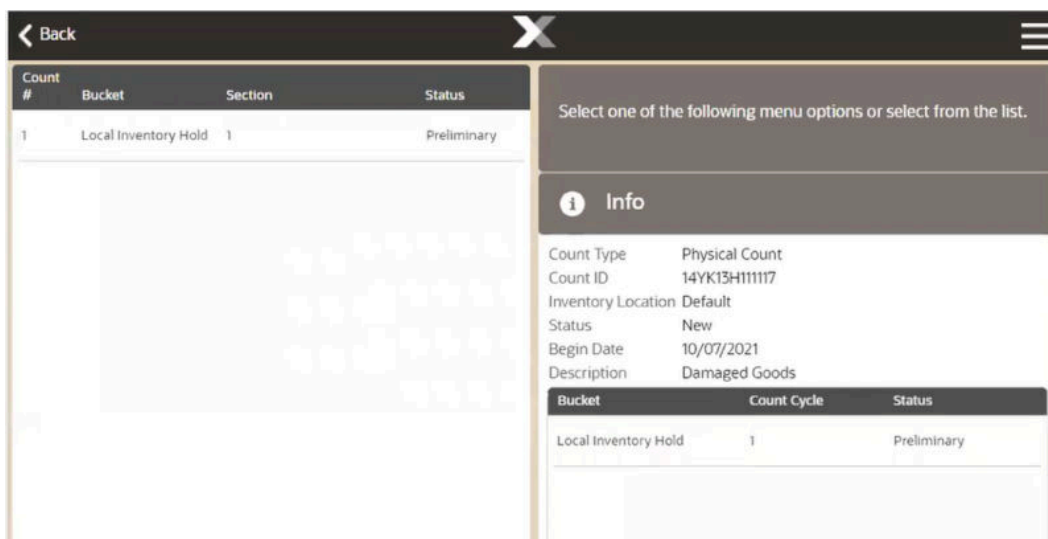 Back
Count
# Bucket Section Status
1 Local Inventory Hold 1 Preliminary
Select one of the following menu options or select from the list.
Info
Count Type Physical Count
Count ID 14YK13H111117
Inventory Location Default
Status New
Begin Date 10/07/2021
Description Damaged Goods
Bucket Count Cycle Status
Local Inventory Hold 1 Preliminary